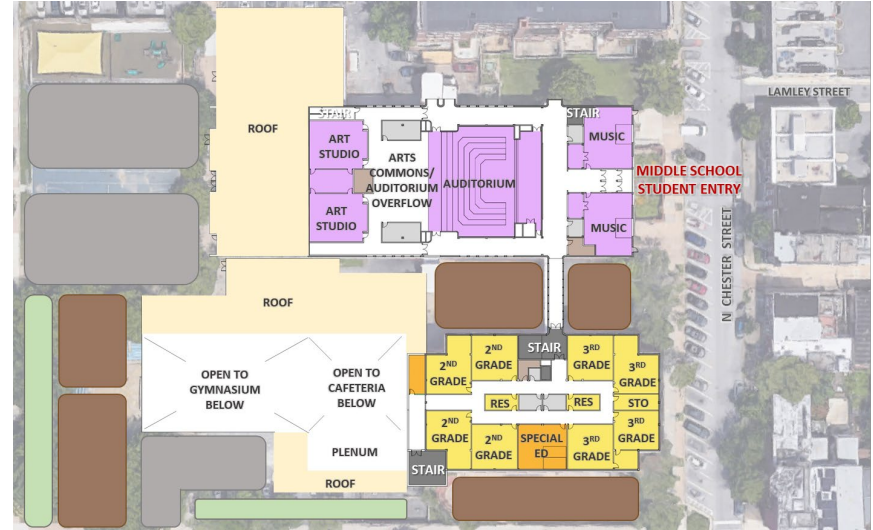 LAMLEY STREET
STAIR
STAIR
ROOF
ART
STUDIO
ARTS
COMMONS/
AUDITORIUM
OVERFLOW
AUDITORIUM
MUSIC
MIDDLE SCHOOL
STUDENT ENTRY
ART
STUDIO
MUSIC
N CHESTER STREET
ROOF
OPEN TO
GYMNASIUM
BELOW
OPEN TO
CAFETERIA
BELOW
PLENUM
ROOF
STAIR
2ND
GRADE
2ND
GRADE
3RD
GRADE
3RD
GRADE
RES
RES
STO
2ND
GRADE
2ND
GRADE
SPECIAL
ED
3RD
GRADE
3RD
GRADE
STAIR